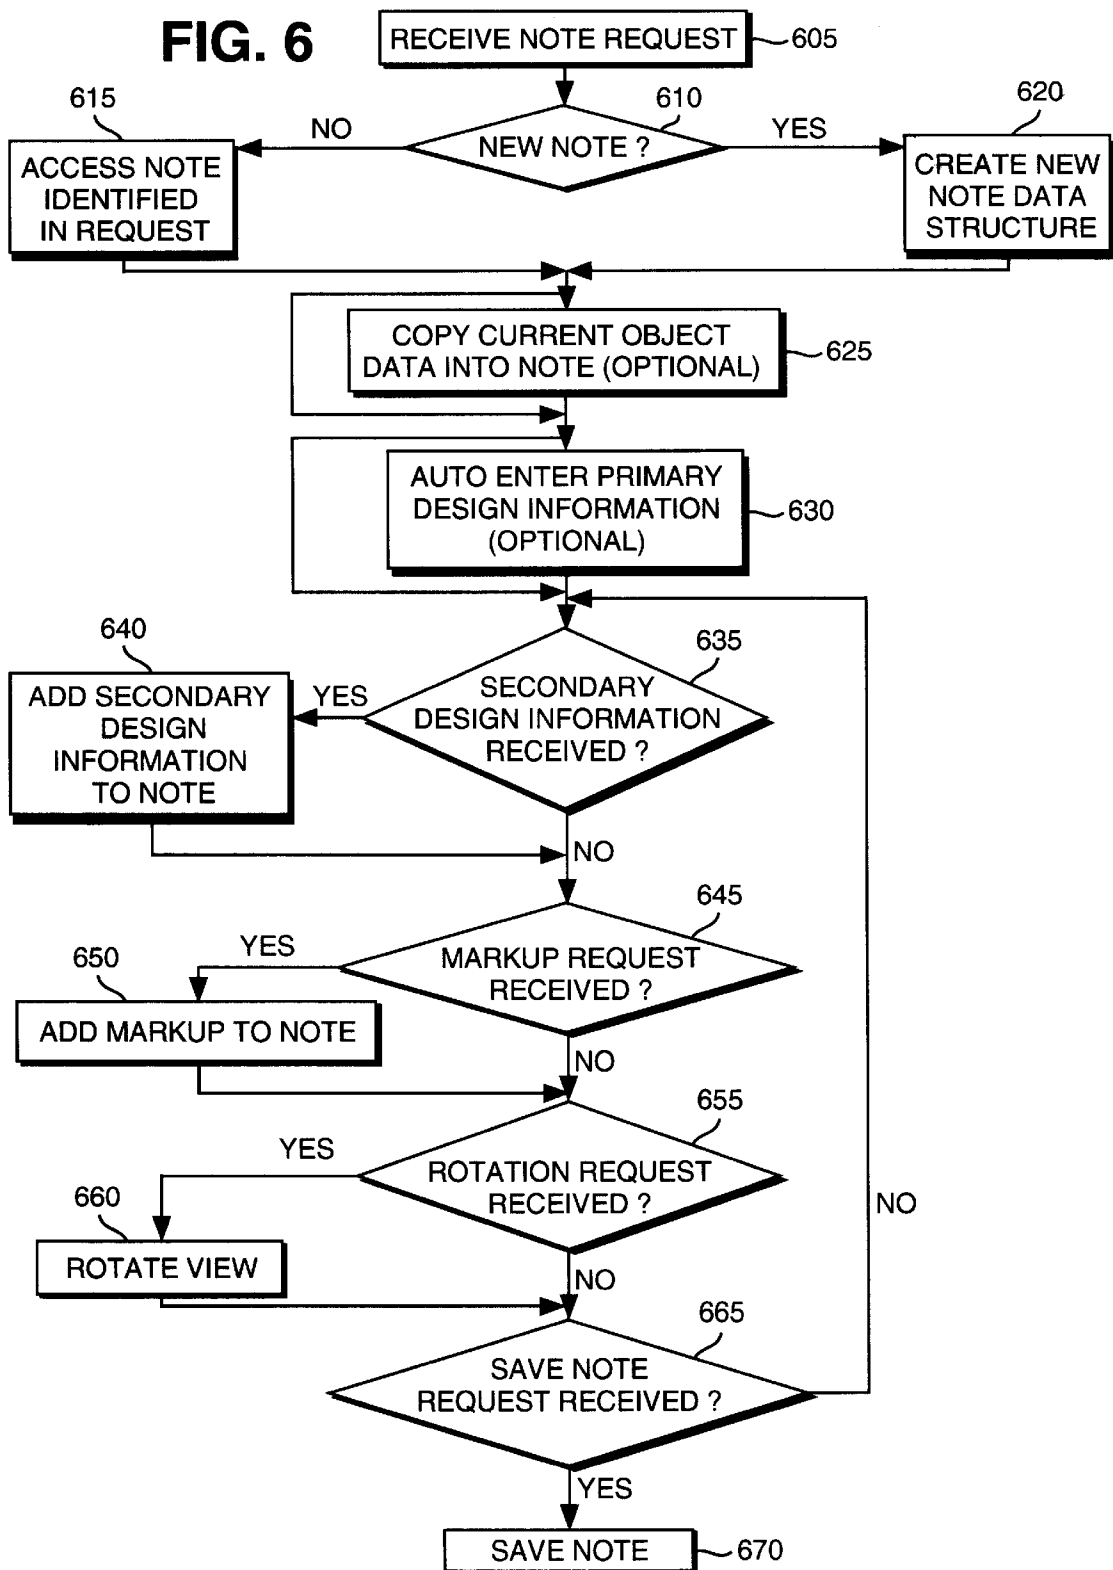 FIG. 6
RECEIVE NOTE REQUEST
605
615
610
620
NO
YES
NEW NOTE ?
ACCESS NOTE
IDENTIFIED
IN REQUEST
CREATE NEW
NOTE DATA
STRUCTURE
COPY CURRENT OBJECT
DATA INTO NOTE (OPTIONAL)
625
AUTO ENTER PRIMARY
DESIGN INFORMATION
(OPTIONAL)
630
640
635
ADD SECONDARY
DESIGN
INFORMATION
TO NOTE
YES
SECONDARY
DESIGN INFORMATION
RECEIVED ?
NO
645
YES
650
MARKUP REQUEST
RECEIVED ?
ADD MARKUP TO NOTE
NO
655
YES
ROTATION REQUEST
RECEIVED ?
NO
660
ROTATE VIEW
NO
665
SAVE NOTE
REQUEST RECEIVED ?
YES
SAVE NOTE
670